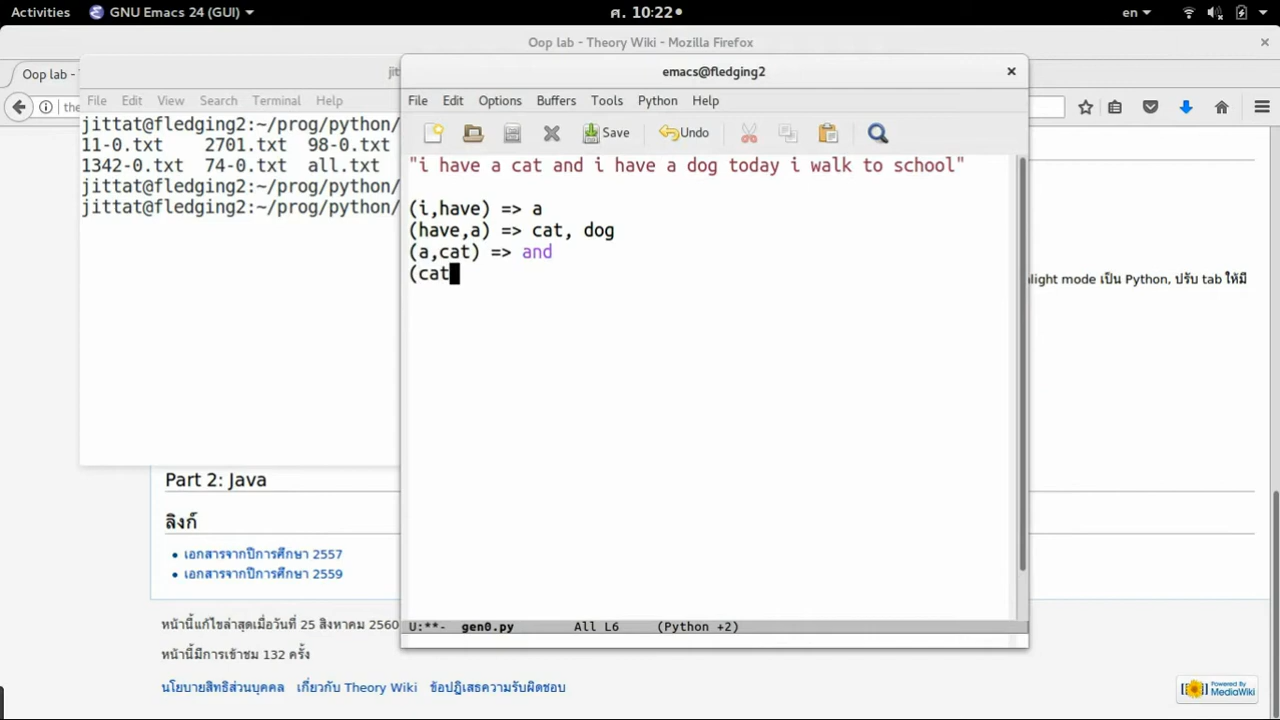 Activities GNU Emacs 24 (GUI) ศ. 10:22 en
Oop lab - Theory Wiki - Mozilla Firefox
Oop lab -
jit
emacs@fledging2
File Edit View Search Terminal Help
the
File Edit Options Buffers Tools Python Help
Save Undo
jittat@fledging2:~/prog/python/
11-0.txt 2701.txt 98-0.txt
1342-0.txt 74-0.txt all.txt
jittat@fledging2:~/prog/python/
jittat@fledging2:~/prog/python/
"i have a cat and i have a dog today i walk to school"
(i,have) => a
(have,a) => cat, dog
(a,cat) => and
(cat
light mode เป็น Python, ปรับ tab ให้มี
U:**- gen0.py All L6 (Python +2)
Part 2: Java
ลิงก์
เอกสารจากปีการศึกษา 2557
เอกสารจากปีการศึกษา 2559
หน้านี้แก้ไขล่าสุดเมื่อวันที่ 25 สิงหาคม 2560
หน้านี้มีการเข้าชม 132 ครั้ง
นโยบายสิทธิส่วนบุคคล เกี่ยวกับ Theory Wiki ข้อปฏิเสธความรับผิดชอบ
Powered By
MediaWiki